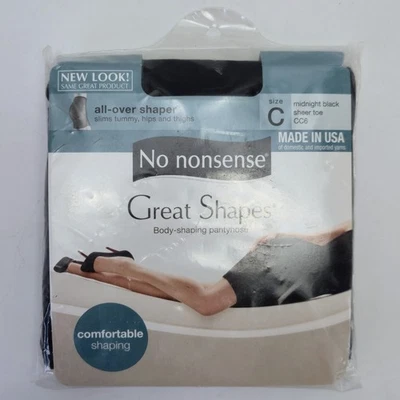 NEW LOOK!
SAME GREAT PRODUCT
all-over shaper
slims tummy, hips and thighs
size
C
midnight black
sheer toe
CC6
MADE IN USA
of domestic and imported yarns
No nonsense®
Great Shapes®
Body-shaping pantyhose
comfortable
shaping